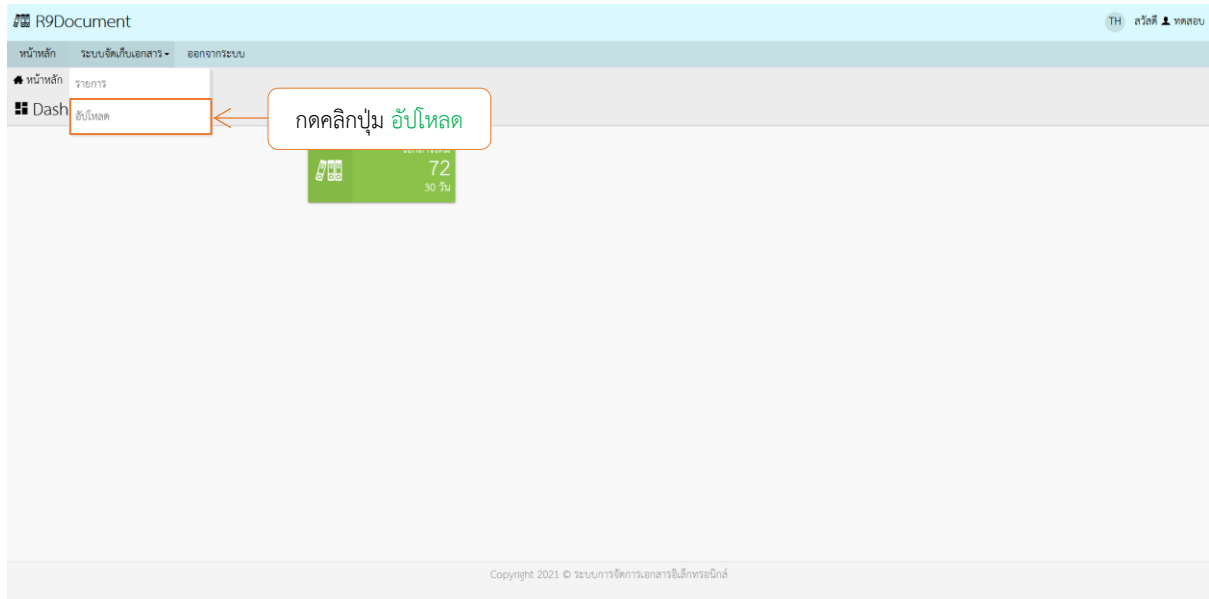 R9Document
TH สวัสดี ทดสอบ
หน้าหลัก ระบบจัดเก็บเอกสาร ออกจากระบบ
หน้าหลัก
รายการ
Dash
อัปโหลด
กดคลิกปุ่ม อัปโหลด
72
30 วัน
Copyright 2021 © ระบบการจัดการเอกสารอิเล็กทรอนิกส์